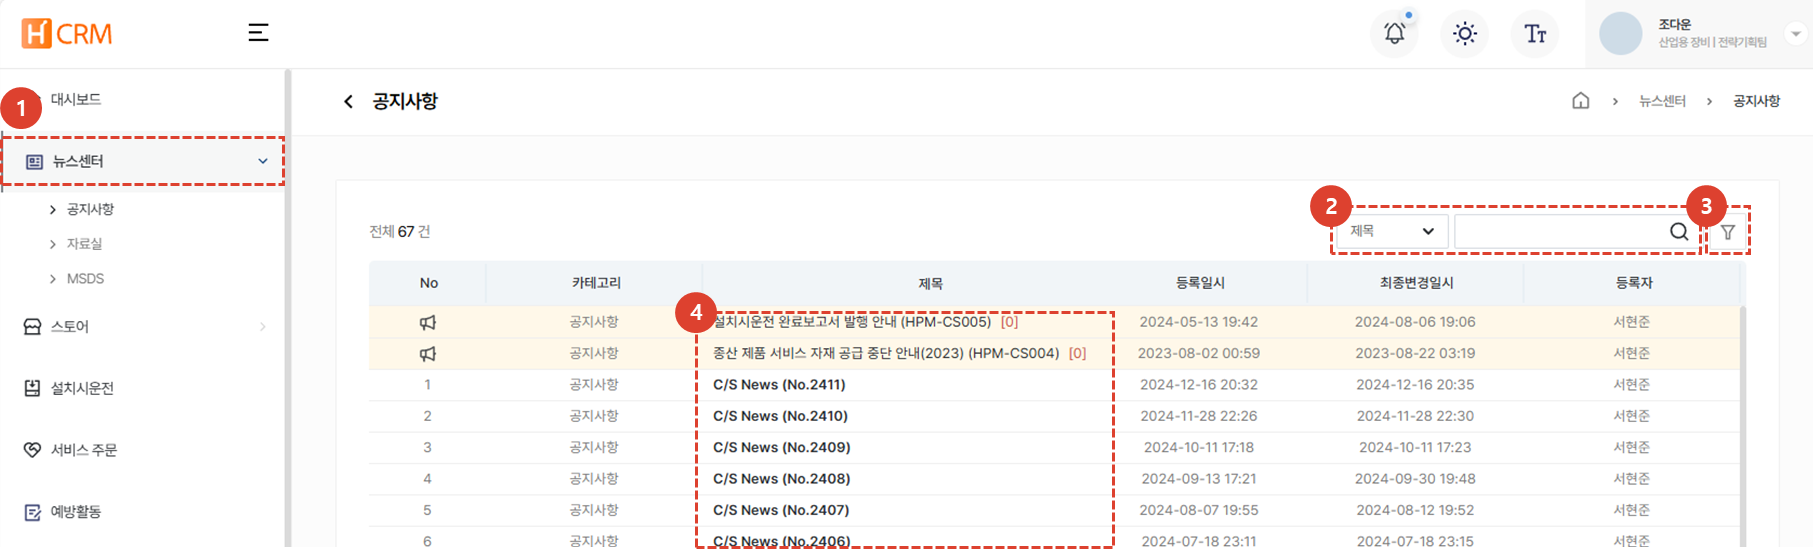 H CRM
조다운
산업용 장비 | 전략기획팀
1
대시보드
뉴스센터
공지사항
자료실
MSDS
스토어
설치시운전
서비스 주문
예방활동
공지사항
뉴스센터
공지사항
전체 67 건
2
제목
3
No 카테고리 제목 등록일시 최종변경일시 등록자
4
공지사항 설치시운전 완료보고서 발행 안내 (HPM-CS005) [0] 2024-05-13 19:42 2024-08-06 19:06 서현준
공지사항 종산 제품 서비스 자재 공급 중단 안내(2023) (HPM-CS004) [0] 2023-08-02 00:59 2023-08-22 03:19 서현준
1 공지사항 C/S News (No.2411) 2024-12-16 20:32 2024-12-16 20:35 서현준
2 공지사항 C/S News (No.2410) 2024-11-28 22:26 2024-11-28 22:30 서현준
3 공지사항 C/S News (No.2409) 2024-10-11 17:18 2024-10-11 17:23 서현준
4 공지사항 C/S News (No.2408) 2024-09-13 17:21 2024-09-30 19:48 서현준
5 공지사항 C/S News (No.2407) 2024-08-07 19:55 2024-08-12 19:52 서현준
6 공지사항 C/S News (No.2406) 2024-07-18 23:11 2024-07-18 23:15 서현준